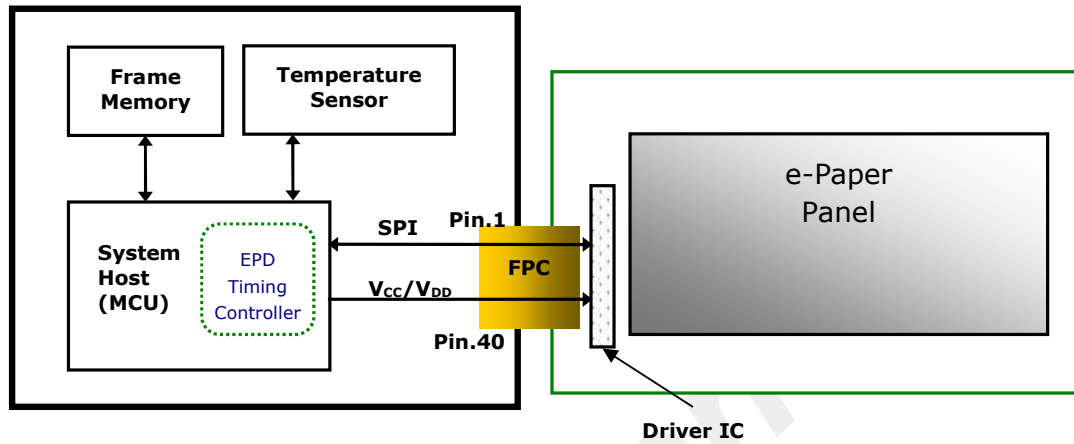 Frame
Memory
Temperature
Sensor
System
Host
(MCU)
EPD
Timing
Controller
SPI
VCC/VDD
Pin.1
FPC
Pin.40
e-Paper
Panel
Driver IC